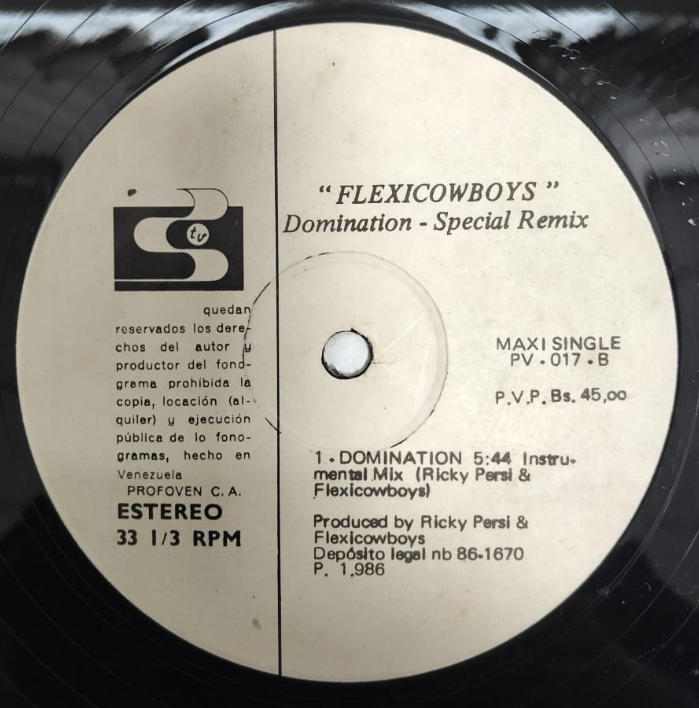 “ FLEXICOWBOYS ”
Domination - Special Remix
tv
quedan
reservados los dere-
chos del autor y
productor del fono-
grama prohibida la
copia, locación (al-
quiler) y ejecución
pública de lo fono-
gramas, hecho en
Venezuela
PROFOVEN C.A.
ESTEREO
33 1/3 RPM
MAXI SINGLE
PV - 017 - B
P.V.P. Bs. 45,oo
1 . DOMINATION 5:44 Instru-
mental Mix (Ricky Persi &
Flexicowboys)
Produced by Ricky Persi &
Flexicowboys
Depósito legal nb 86-1670
P. 1,986